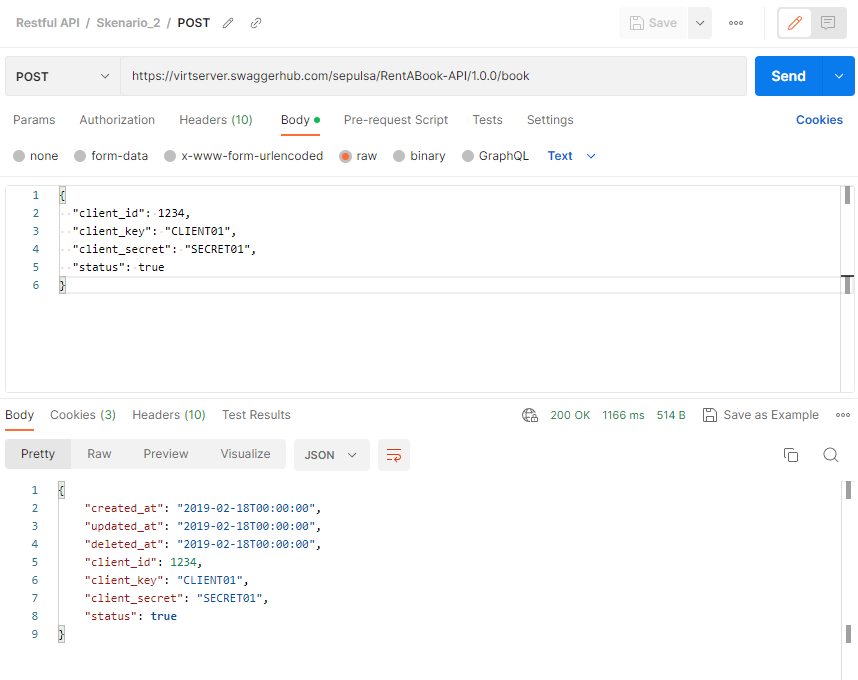 Restful API / Skenario_2 / POST Save
POST https://virtserver.swaggerhub.com/sepulsa/RentABook-API/1.0.0/book Send
Params Authorization Headers (10) Body Pre-request Script Tests Settings Cookies
none form-data x-www-form-urlencoded raw binary GraphQL Text
1 {
2 "client_id": 1234,
3 "client_key": "CLIENT01",
4 "client_secret": "SECRET01",
5 "status": true
6 }
Body Cookies (3) Headers (10) Test Results 200 OK 1166 ms 514 B Save as Example
Pretty Raw Preview Visualize JSON
1 {
2 "created_at": "2019-02-18T00:00:00",
3 "updated_at": "2019-02-18T00:00:00",
4 "deleted_at": "2019-02-18T00:00:00",
5 "client_id": 1234,
6 "client_key": "CLIENT01",
7 "client_secret": "SECRET01",
8 "status": true
9 }